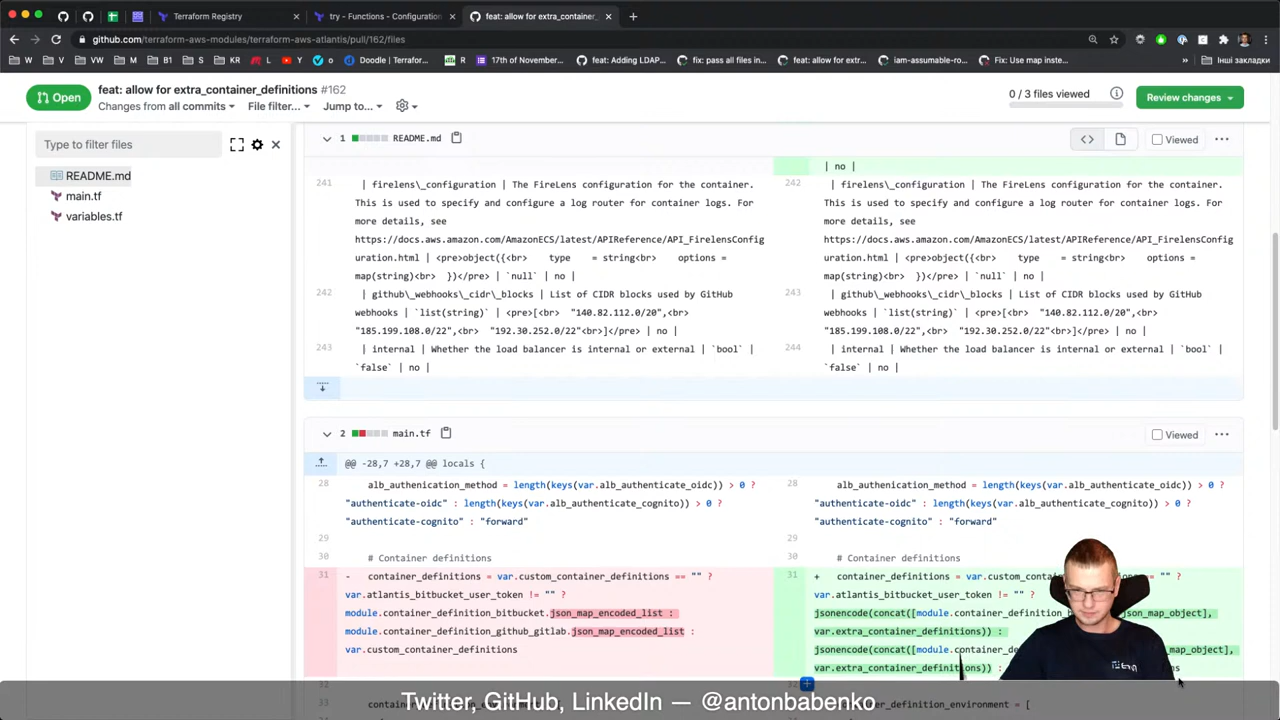 Terraform Registry
try - Functions - Configuration
feat: allow for extra_container_
github.com/terraform-aws-modules/terraform-aws-atlantis/pull/162/files
W
V
VW
M
B1
S
KR
L
Y
o
Doodle | Terrafor...
R
17th of November...
feat: Adding LDAP...
fix: pass all files in...
feat: allow for extr...
iam-assumable-ro...
Fix: Use map inste...
»
Інші закладки
Open
feat: allow for extra_container_definitions #162
Changes from all commits
File filter...
Jump to...
0 / 3 files viewed
Review changes
Type to filter files
README.md
main.tf
variables.tf
1 README.md
Viewed
| no |
241 | firelens\_configuration | The FireLens configuration for the container.
This is used to specify and configure a log router for container logs. For
more details, see
https://docs.aws.amazon.com/AmazonECS/latest/APIReference/API_FirelensConfig
uration.html | <pre>object({<br>    type    = string<br>    options =
map(string)<br>  })</pre> | `null` | no |
242 | github\_webhooks\_cidr\_blocks | List of CIDR blocks used by GitHub
webhooks | `list(string)` | <pre>[<br>  "140.82.112.0/20",<br>
"185.199.108.0/22",<br>  "192.30.252.0/22"<br>]</pre> | no |
243 | internal | Whether the load balancer is internal or external | `bool` |
`false` | no |
242 | firelens\_configuration | The FireLens configuration for the container.
This is used to specify and configure a log router for container logs. For
more details, see
https://docs.aws.amazon.com/AmazonECS/latest/APIReference/API_FirelensConfig
uration.html | <pre>object({<br>    type    = string<br>    options =
map(string)<br>  })</pre> | `null` | no |
243 | github\_webhooks\_cidr\_blocks | List of CIDR blocks used by GitHub
webhooks | `list(string)` | <pre>[<br>  "140.82.112.0/20",<br>
"185.199.108.0/22",<br>  "192.30.252.0/22"<br>]</pre> | no |
244 | internal | Whether the load balancer is internal or external | `bool` |
`false` | no |
2 main.tf
Viewed
@@ -28,7 +28,7 @@ locals {
28 alb_authenication_method = length(keys(var.alb_authenticate_oidc)) > 0 ?
"authenticate-oidc" : length(keys(var.alb_authenticate_cognito)) > 0 ?
"authenticate-cognito" : "forward"
29
30 # Container definitions
31 - container_definitions = var.custom_container_definitions == "" ?
var.atlantis_bitbucket_user_token != "" ?
module.container_definition_bitbucket.json_map_encoded_list :
module.container_definition_github_gitlab.json_map_encoded_list :
var.custom_container_definitions
28 alb_authenication_method = length(keys(var.alb_authenticate_oidc)) > 0 ?
"authenticate-oidc" : length(keys(var.alb_authenticate_cognito)) > 0 ?
"authenticate-cognito" : "forward"
29
30 # Container definitions
31 + container_definitions = var.custom
"" ?
var.atlantis_bitbucket_user_token != "" ?
jsonencode(concat([module.container_definition
json_map_object],
var.extra_container_definitions)) :
jsonencode(concat([module.container_de
map_object],
var.extra_container_definitions)) :
= [
Twitter, GitHub, LinkedIn — @antonbabenko